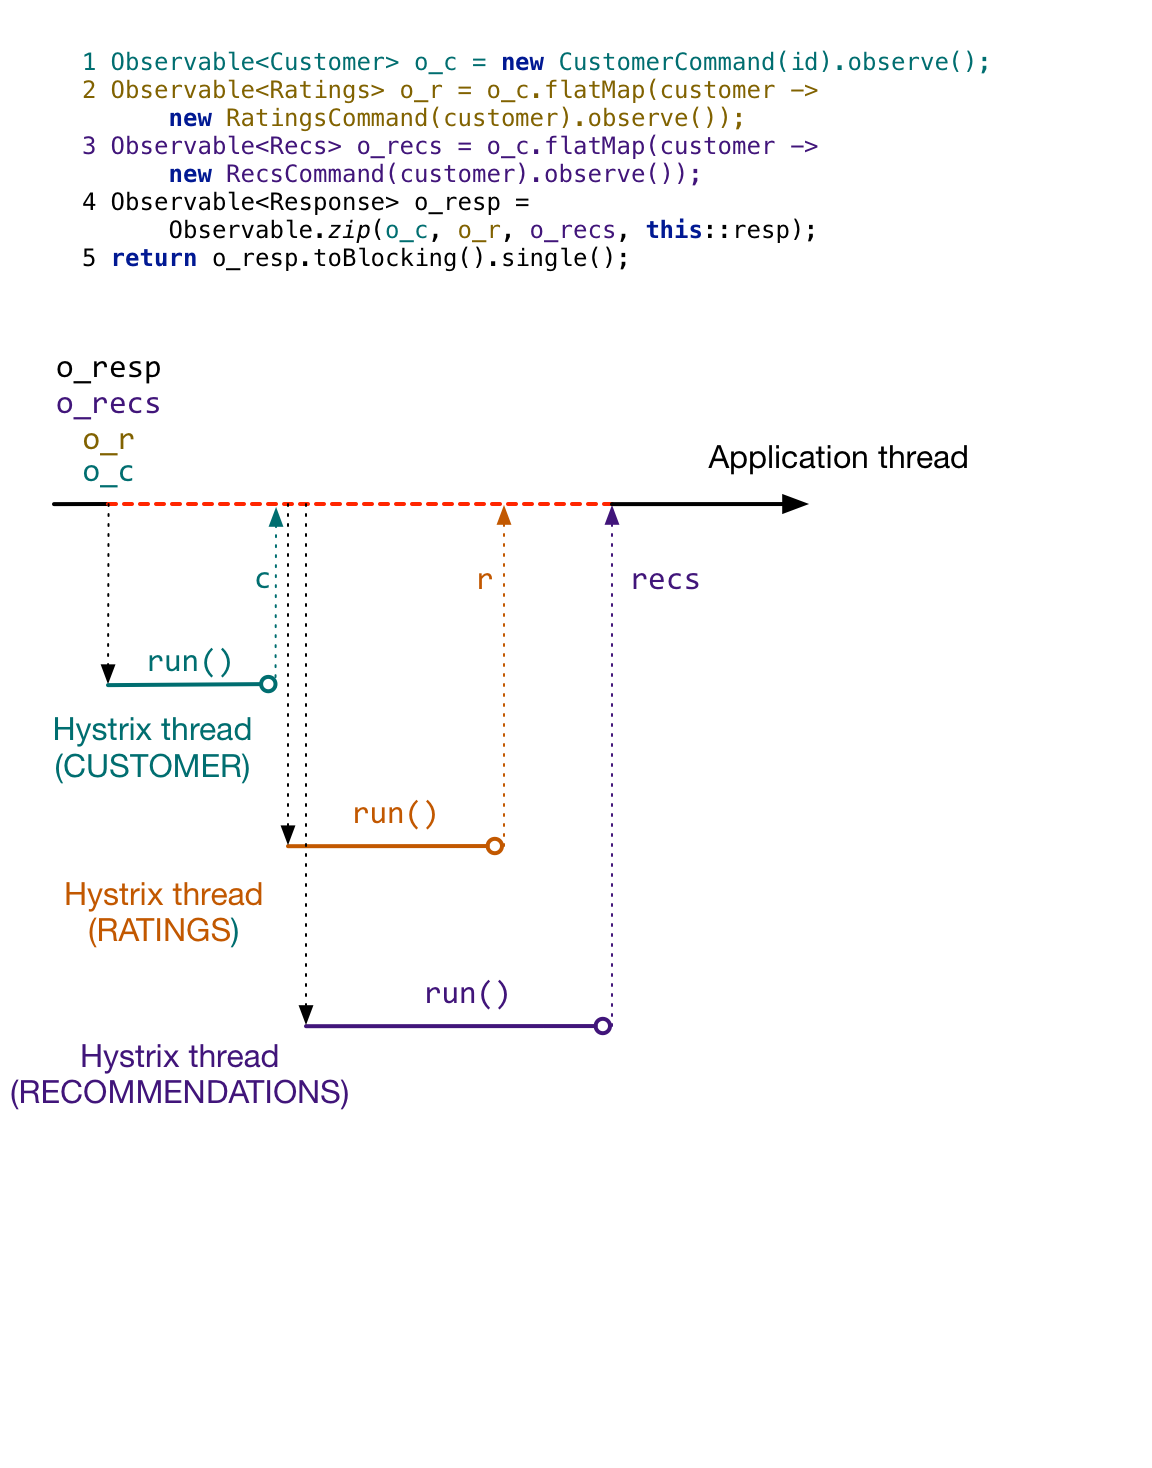 1 Observable<Customer> o_c = new CustomerCommand(id).observe();
2 Observable<Ratings> o_r = o_c.flatMap(customer ->
new RatingsCommand(customer).observe());
3 Observable<Recs> o_recs = o_c.flatMap(customer ->
new RecsCommand(customer).observe());
4 Observable<Response> o_resp =
Observable.zip(o_c, o_r, o_recs, this::resp);
5 return o_resp.toBlocking().single();
o_resp
o_recs
o_r
o_c
Application thread
c
r
recs
run()
Hystrix thread
(CUSTOMER)
run()
Hystrix thread
(RATINGS)
run()
Hystrix thread
(RECOMMENDATIONS)